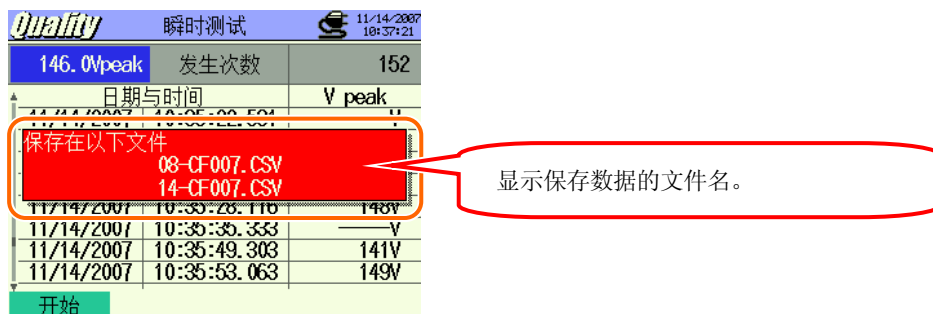 Quality 瞬时测试 11/14/2007
10:37:21
146.0Vpeak 发生次数 152
日期与时间 V peak
保存在以下文件
08-CF007.CSV
14-CF007.CSV
显示保存数据的文件名。
11/14/2007 10:35:28.116 148V
11/14/2007 10:35:35.333 ───V
11/14/2007 10:35:49.303 141V
11/14/2007 10:35:53.063 149V
开始